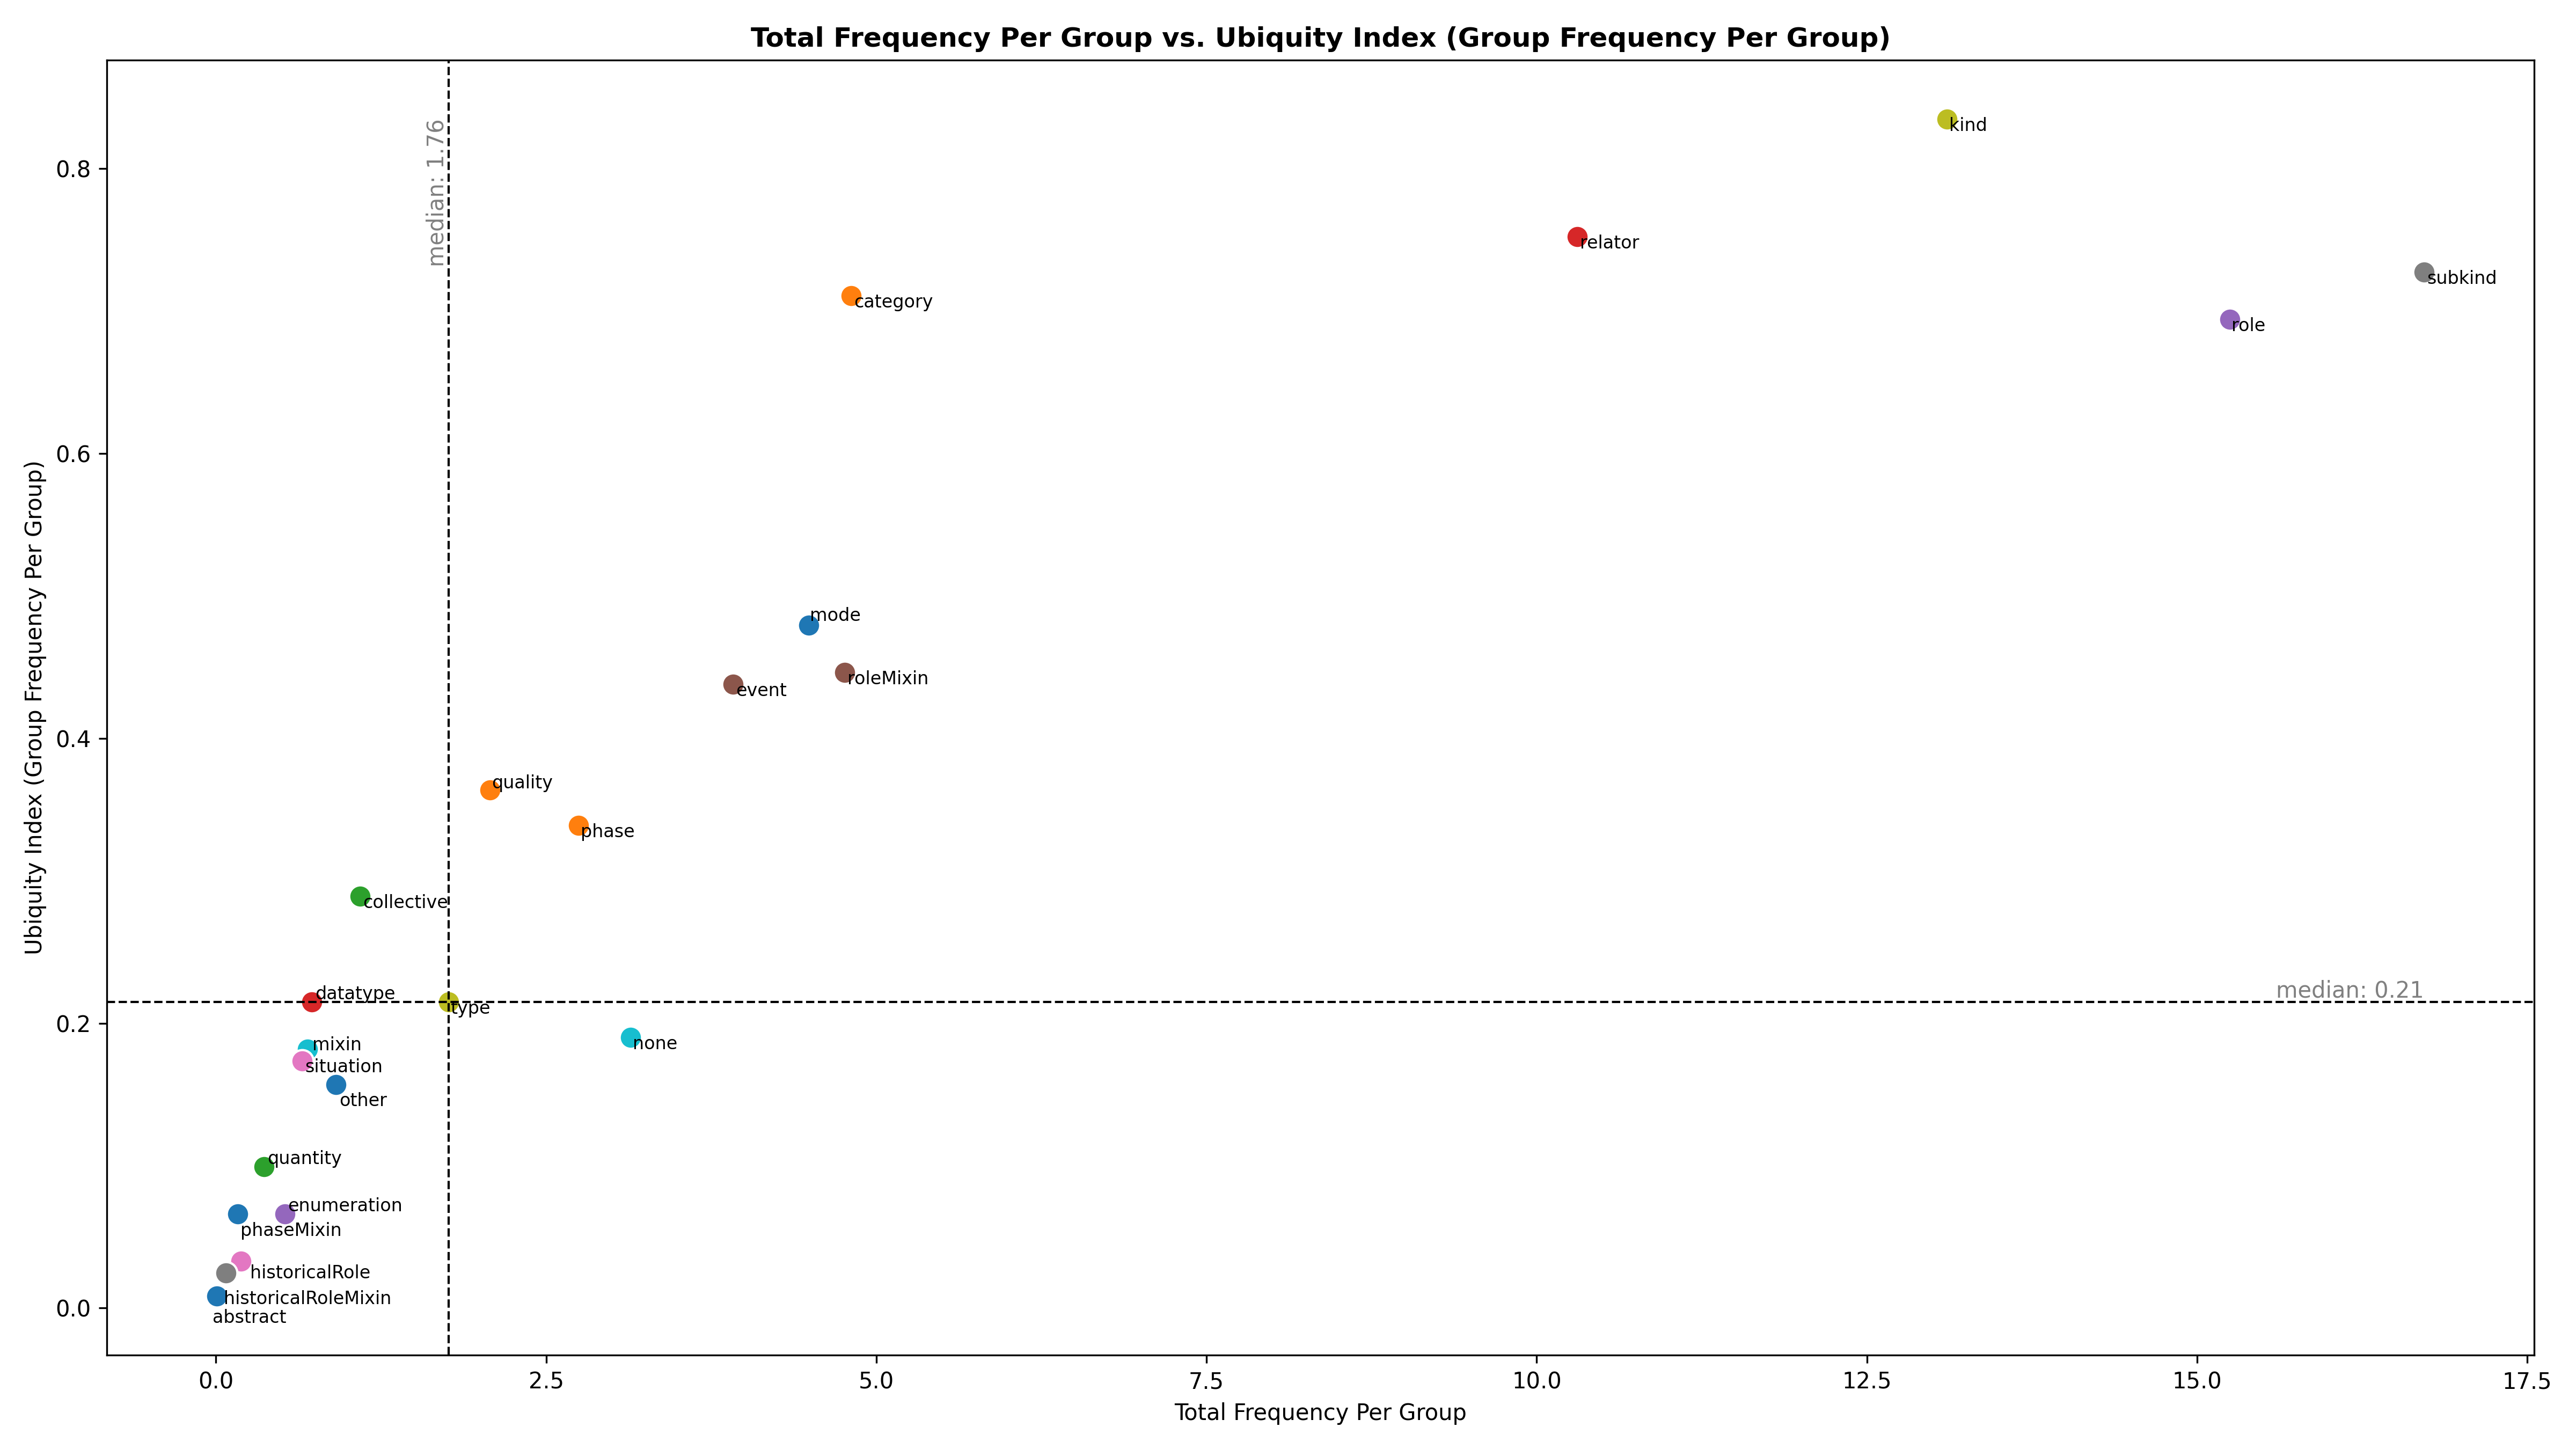 Total Frequency Per Group vs. Ubiquity Index (Group Frequency Per Group)
Ubiquity Index (Group Frequency Per Group)
0.8
0.6
0.4
0.2
0.0
median: 1.76
kind
relator
subkind
category
role
mode
roleMixin
event
quality
phase
collective
median: 0.21
datatype
type
none
mixin
situation
other
quantity
enumeration
phaseMixin
historicalRole
historicalRoleMixin
abstract
0.0
2.5
5.0
7.5
10.0
12.5
15.0
17.5
Total Frequency Per Group